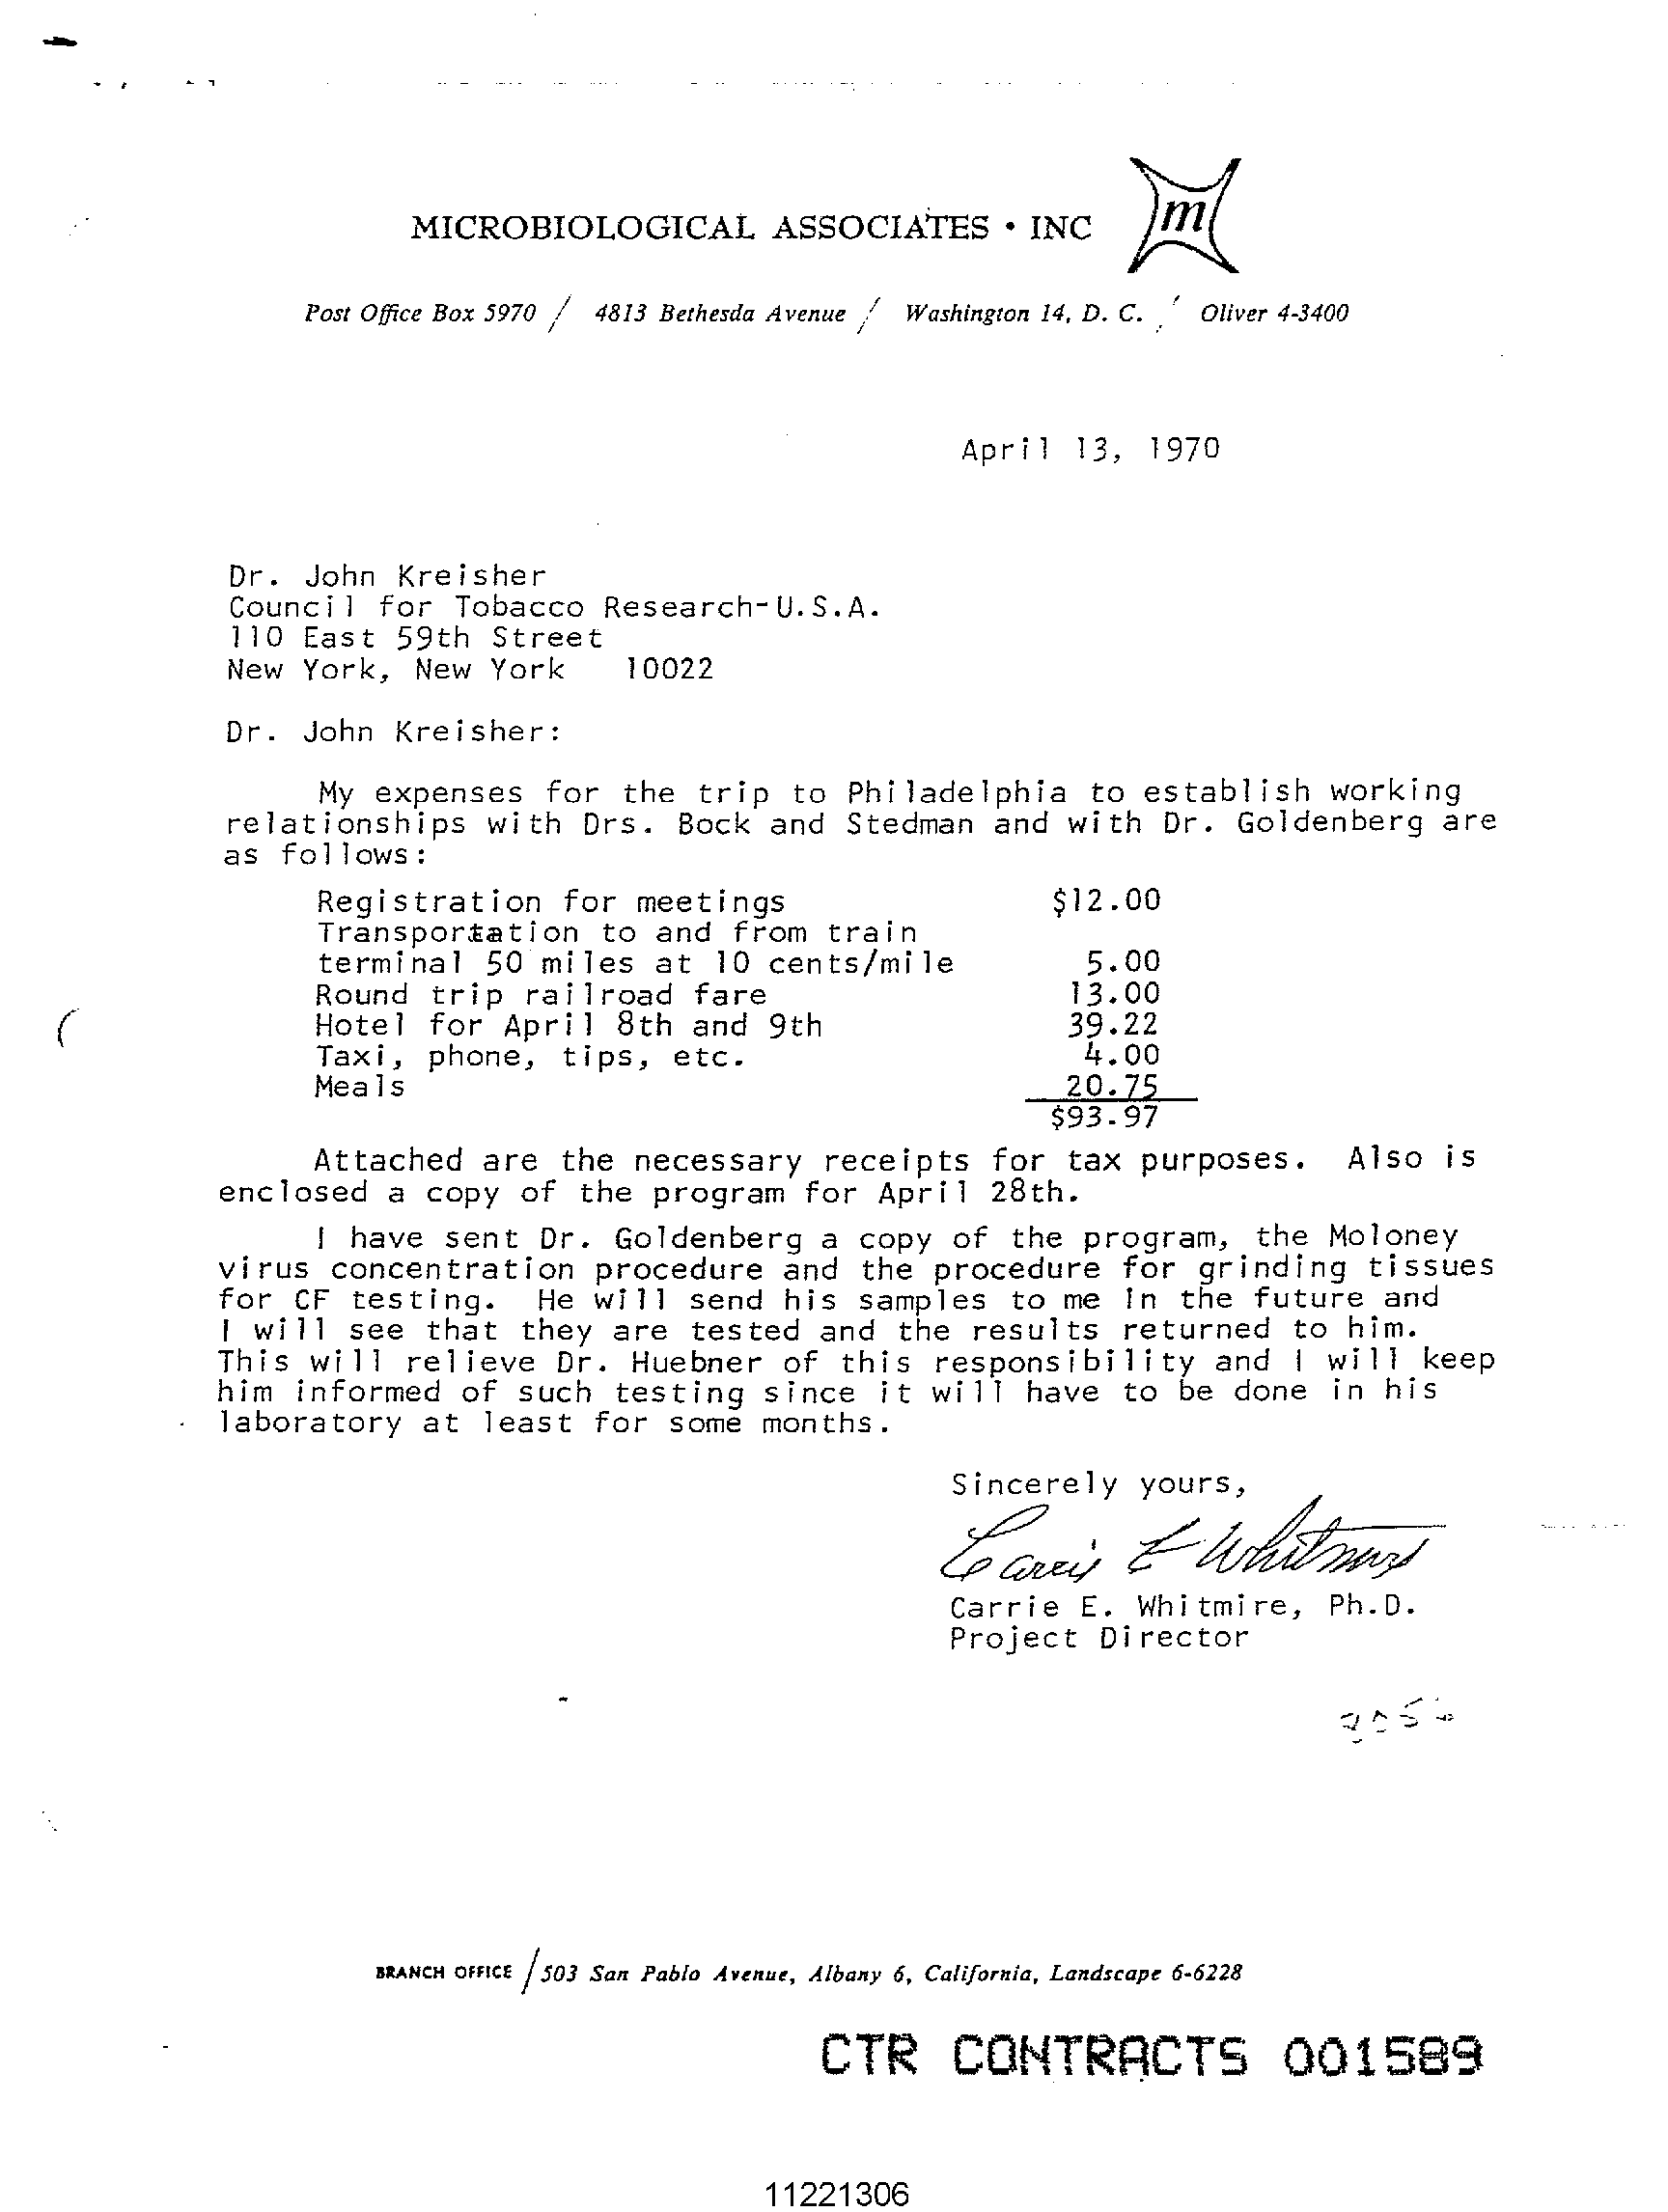 MICROBIOLOGICAL ASSOCIATES • INC m
Post Office Box 5970 / 4813 Bethesda Avenue / Washington 14, D. C. / Oliver 4-3400
April 13, 1970
Dr. John Kreisher
Council for Tobacco Research-U.S.A.
110 East 59th Street
New York, New York 10022
Dr. John Kreisher:
My expenses for the trip to Philadelphia to establish working
relationships with Drs. Bock and Stedman and with Dr. Goldenberg are
as follows:
Registration for meetings $12.00
Transportation to and from train
terminal 50 miles at 10 cents/mile 5.00
Round trip railroad fare 13.00
Hotel for April 8th and 9th 39.22
Taxi, phone, tips, etc. 4.00
Meals 20.75
$93.97
Attached are the necessary receipts for tax purposes. Also is
enclosed a copy of the program for April 28th.
I have sent Dr. Goldenberg a copy of the program, the Moloney
virus concentration procedure and the procedure for grinding tissues
for CF testing. He will send his samples to me in the future and
I will see that they are tested and the results returned to him.
This will relieve Dr. Huebner of this responsibility and I will keep
him informed of such testing since it will have to be done in his
laboratory at least for some months.
Sincerely yours,
Carrie E Whitmire
Carrie E. Whitmire, Ph.D.
Project Director
BRANCH OFFICE / 503 San Pablo Avenue, Albany 6, California, Landscape 6-6228
CTR CONTRACTS 001589
11221306